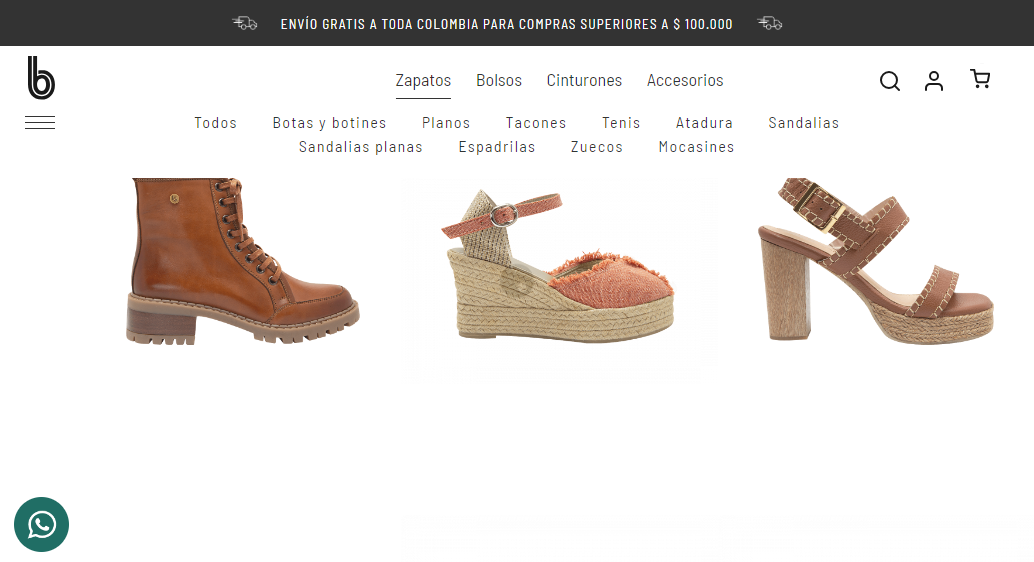 ENVÍO GRATIS A TODA COLOMBIA PARA COMPRAS SUPERIORES A $ 100.000
b
Zapatos Bolsos Cinturones Accesorios
Todos Botas y botines Planos Tacones Tenis Atadura Sandalias
Sandalias planas Espadrilas Zuecos Mocasines